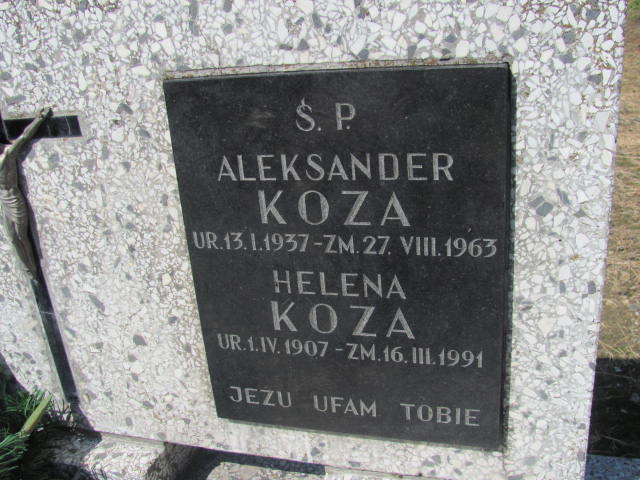 Ś.P.
ALEKSANDER
KOZA
UR.13.I.1937-ZM.27.VIII.1963
HELENA
KOZA
UR.1.IV.1907-ZM.16.III.1991
JEZU UFAM TOBIE